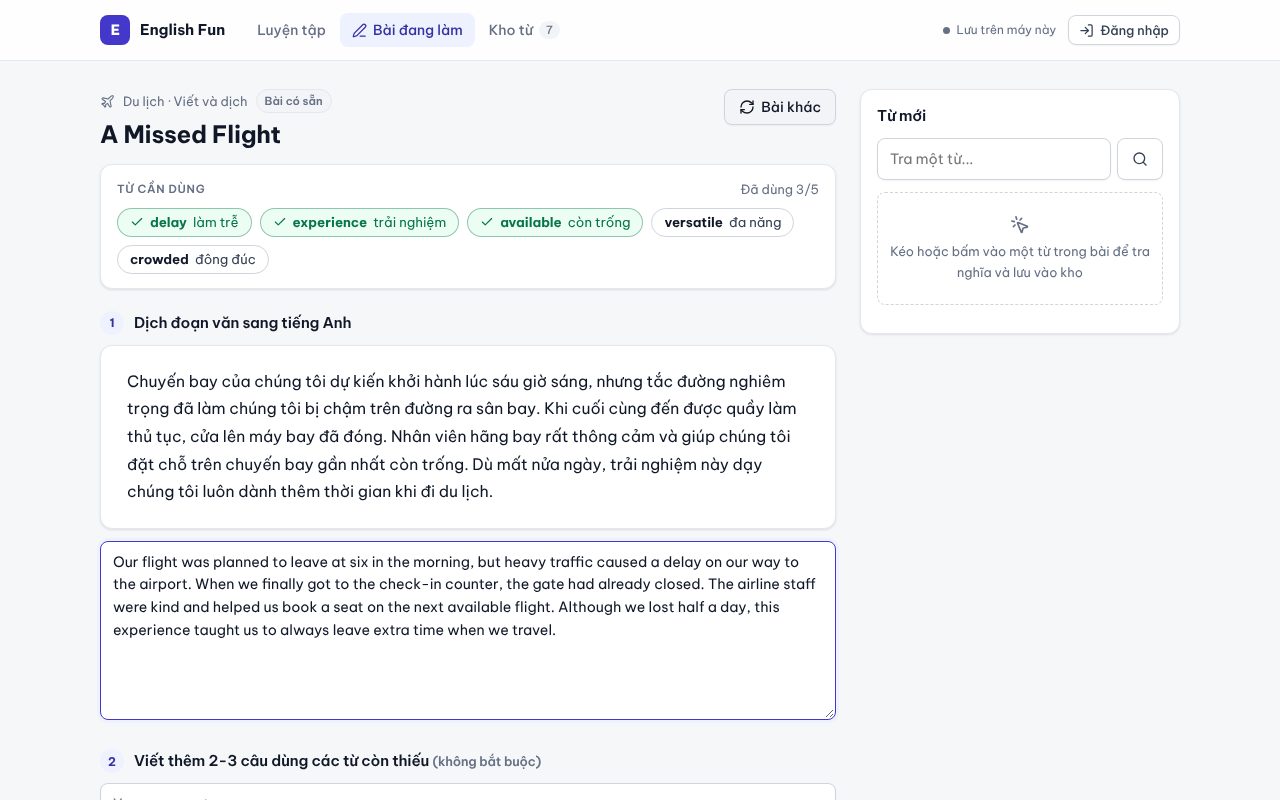 E English Fun Luyện tập Bài đang làm Kho từ 7 Lưu trên máy này Đăng nhập
Du lịch · Viết và dịch Bài có sẵn
A Missed Flight
Bài khác
TỪ CẦN DÙNG Đã dùng 3/5
delay làm trễ experience trải nghiệm available còn trống versatile đa năng
crowded đông đúc
1 Dịch đoạn văn sang tiếng Anh
Chuyến bay của chúng tôi dự kiến khởi hành lúc sáu giờ sáng, nhưng tắc đường nghiêm
trọng đã làm chúng tôi bị chậm trên đường ra sân bay. Khi cuối cùng đến được quầy làm
thủ tục, cửa lên máy bay đã đóng. Nhân viên hãng bay rất thông cảm và giúp chúng tôi
đặt chỗ trên chuyến bay gần nhất còn trống. Dù mất nửa ngày, trải nghiệm này dạy
chúng tôi luôn dành thêm thời gian khi đi du lịch.
Our flight was planned to leave at six in the morning, but heavy traffic caused a delay on our way to
the airport. When we finally got to the check-in counter, the gate had already closed. The airline staff
were kind and helped us book a seat on the next available flight. Although we lost half a day, this
experience taught us to always leave extra time when we travel.
2 Viết thêm 2-3 câu dùng các từ còn thiếu (không bắt buộc)
Từ mới
Tra một từ...
Kéo hoặc bấm vào một từ trong bài để tra
nghĩa và lưu vào kho